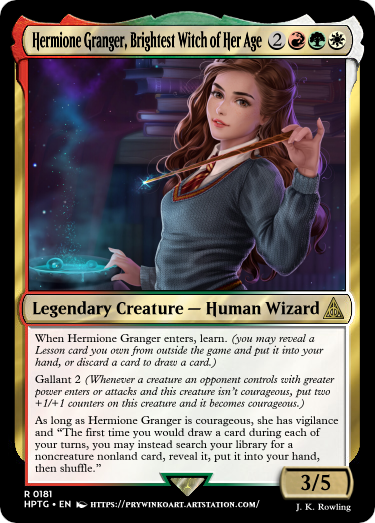 Hermione Granger, Brightest Witch of Her Age 2
Legendary Creature — Human Wizard
When Hermione Granger enters, learn. (you may reveal a
Lesson card you own from outside the game and put it into your
hand, or discard a card to draw a card.)
Gallant 2 (Whenever a creature an opponent controls with greater
power enters or attacks and this creature isn't courageous, put two
+1/+1 counters on this creature and it becomes courageous.)
As long as Hermione Granger is courageous, she has vigilance
and “The first time you would draw a card during each of
your turns, you may instead search your library for a
noncreature nonland card, reveal it, put it into your hand,
then shuffle.”
3/5
R 0181
HPTG • EN HTTPS://PRYWINKOART.ARTSTATION.COM/
J. K. Rowling